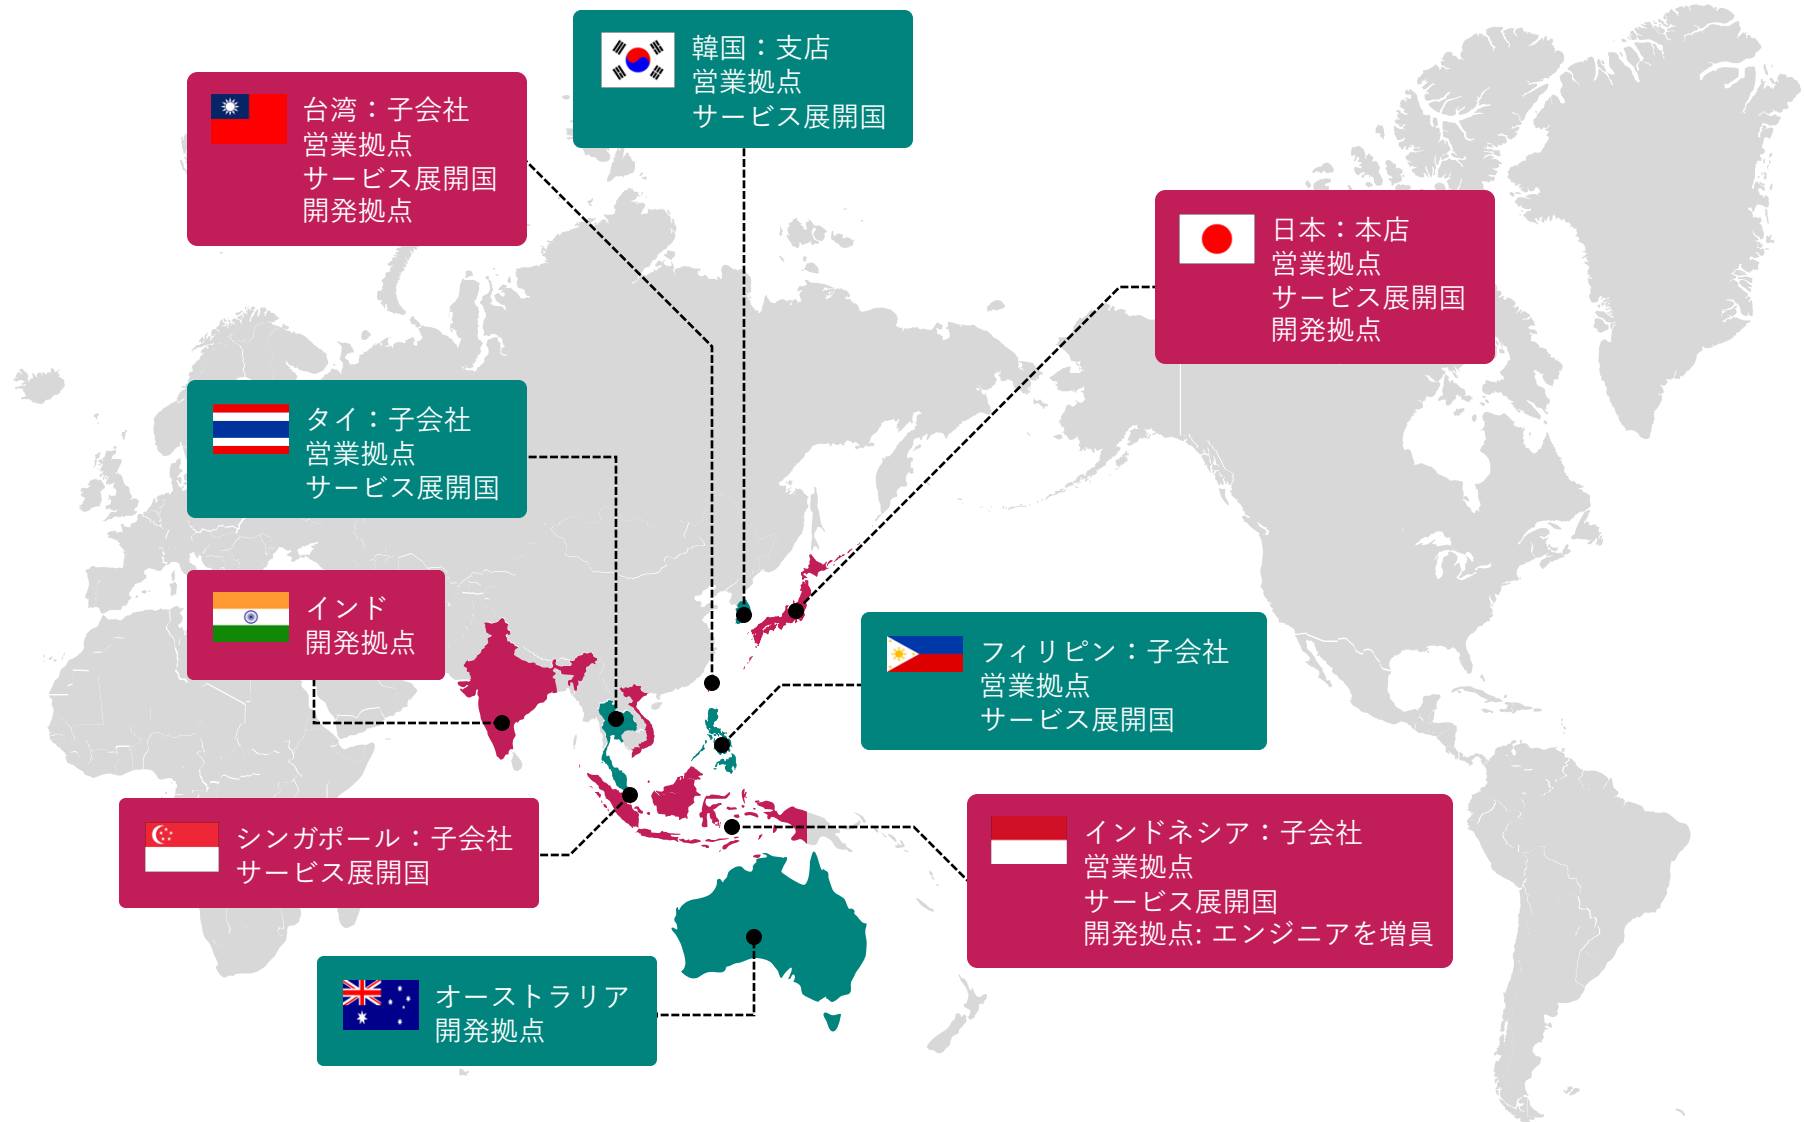 韓国：支店
営業拠点
サービス展開国
台湾：子会社
営業拠点
サービス展開国
開発拠点
日本：本店
営業拠点
サービス展開国
開発拠点
タイ：子会社
営業拠点
サービス展開国
インド
開発拠点
フィリピン：子会社
営業拠点
サービス展開国
シンガポール：子会社
サービス展開国
インドネシア：子会社
営業拠点
サービス展開国
開発拠点: エンジニアを増員
オーストラリア
開発拠点